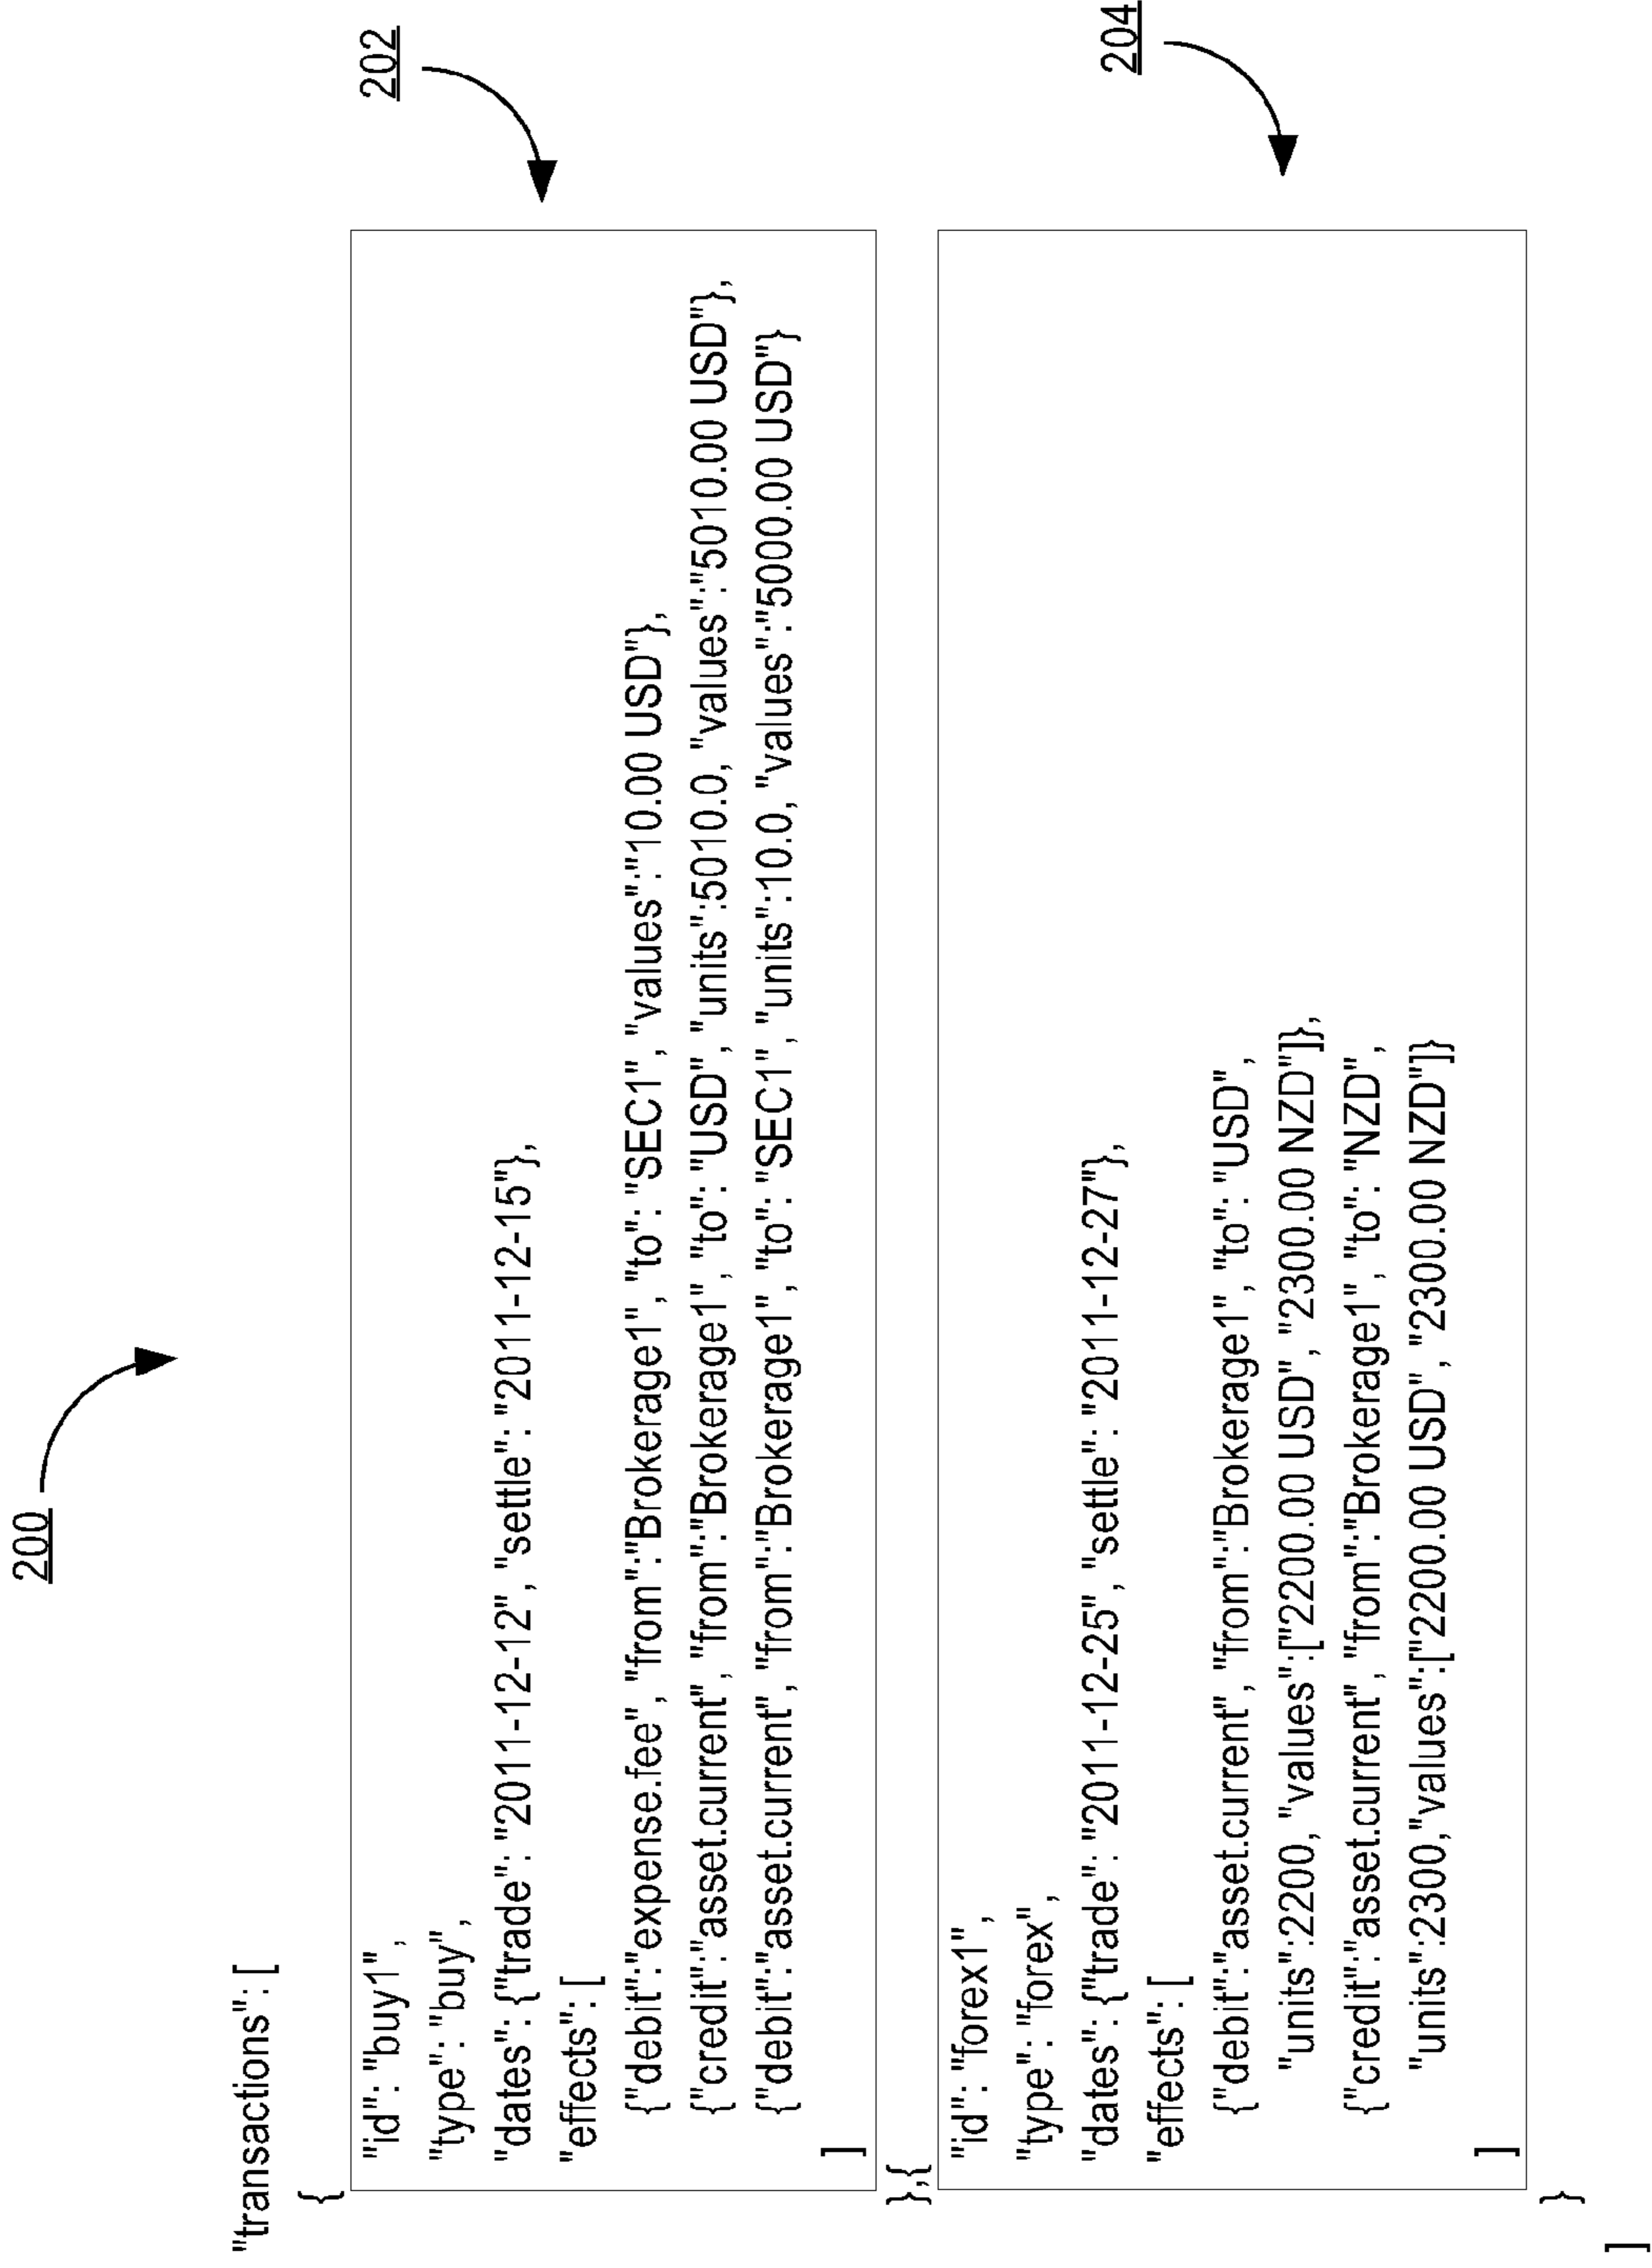 200
"transactions": [
{
"id": "buy1",
"type": "buy",
"dates": {"trade": "2011-12-12", "settle": "2011-12-15"},
"effects": [
{"debit":"expense.fee", "from":"Brokerage1", "to": "SEC1", "values":"10.00 USD"},
{"credit":"asset.current", "from":"Brokerage1", "to": "USD", "units":5010.0, "values":"5010.00 USD"},
{"debit":"asset.current", "from":"Brokerage1", "to": "SEC1", "units":10.0, "values":"5000.00 USD"}
]
202
},{
"id": "forex1",
"type": "forex",
"dates": {"trade": "2011-12-25", "settle": "2011-12-27"},
"effects": [
{"debit":"asset.current", "from":"Brokerage1", "to": "USD",
"units":2200, "values":["2200.00 USD", "2300.00 NZD"]},
{"credit":"asset.current", "from":"Brokerage1", "to": "NZD",
"units":2300,"values":["2200.00 USD", "2300.00 NZD"]}
]
204
}
]